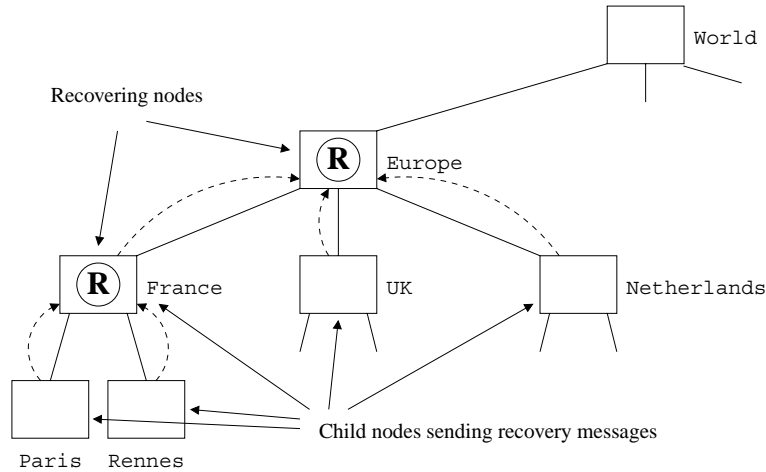 World
Recovering nodes
R
Europe
R
France
UK
Netherlands
Child nodes sending recovery messages
Paris
Rennes